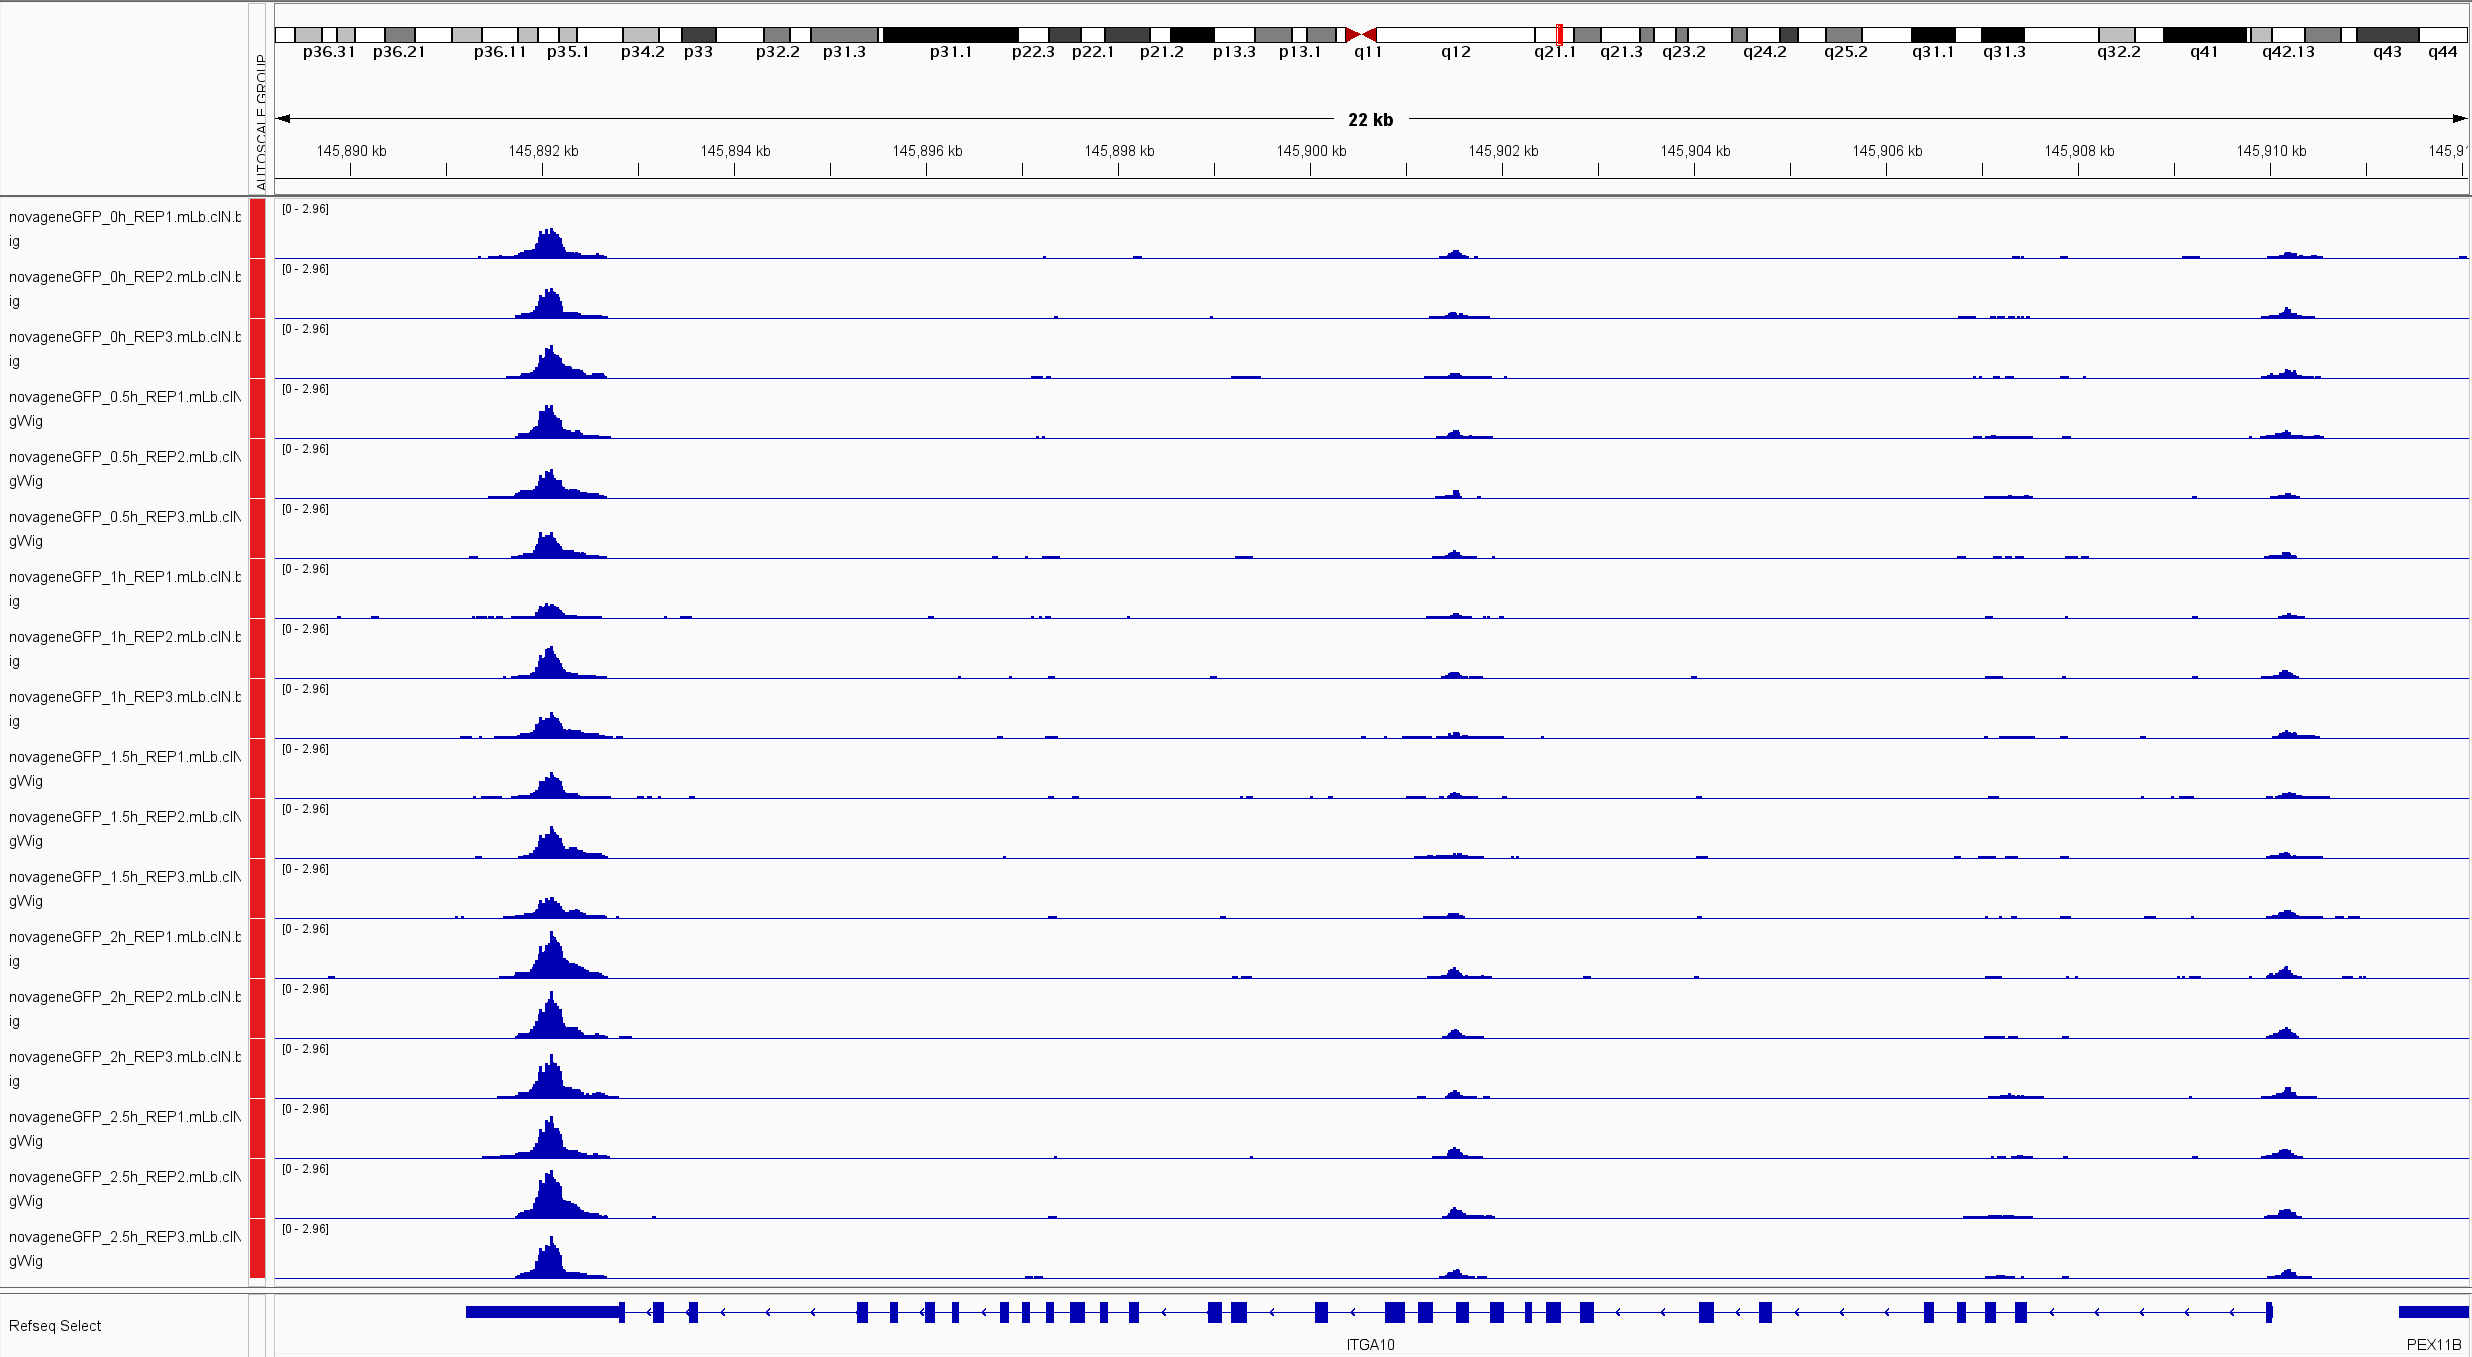 p36.31 p36.21 p36.11 p35.1 p34.2 p33 p32.2 p31.3 p31.1 p22.3 p22.1 p21.2 p13.3 p13.1 q11 q12 q21.1 q21.3 q23.2 q24.2 q25.2 q31.1 q31.3 q32.2 q41 q42.13 q43 q44
AUTOSCALE GROUP
22 kb
145,890 kb 145,892 kb 145,894 kb 145,896 kb 145,898 kb 145,900 kb 145,902 kb 145,904 kb 145,906 kb 145,908 kb 145,910 kb 145,9
novageneGFP_0h_REP1.mLb.clN.b [0 - 2.96]
ig
novageneGFP_0h_REP2.mLb.clN.b [0 - 2.96]
ig
novageneGFP_0h_REP3.mLb.clN.b [0 - 2.96]
ig
novageneGFP_0.5h_REP1.mLb.clN [0 - 2.96]
gWig
novageneGFP_0.5h_REP2.mLb.clN [0 - 2.96]
gWig
novageneGFP_0.5h_REP3.mLb.clN [0 - 2.96]
gWig
novageneGFP_1h_REP1.mLb.clN.b [0 - 2.96]
ig
novageneGFP_1h_REP2.mLb.clN.b [0 - 2.96]
ig
novageneGFP_1h_REP3.mLb.clN.b [0 - 2.96]
ig
novageneGFP_1.5h_REP1.mLb.clN [0 - 2.96]
gWig
novageneGFP_1.5h_REP2.mLb.clN [0 - 2.96]
gWig
novageneGFP_1.5h_REP3.mLb.clN [0 - 2.96]
gWig
novageneGFP_2h_REP1.mLb.clN.b [0 - 2.96]
ig
novageneGFP_2h_REP2.mLb.clN.b [0 - 2.96]
ig
novageneGFP_2h_REP3.mLb.clN.b [0 - 2.96]
ig
novageneGFP_2.5h_REP1.mLb.clN [0 - 2.96]
gWig
novageneGFP_2.5h_REP2.mLb.clN [0 - 2.96]
gWig
novageneGFP_2.5h_REP3.mLb.clN [0 - 2.96]
gWig
Refseq Select
ITGA10 PEX11B